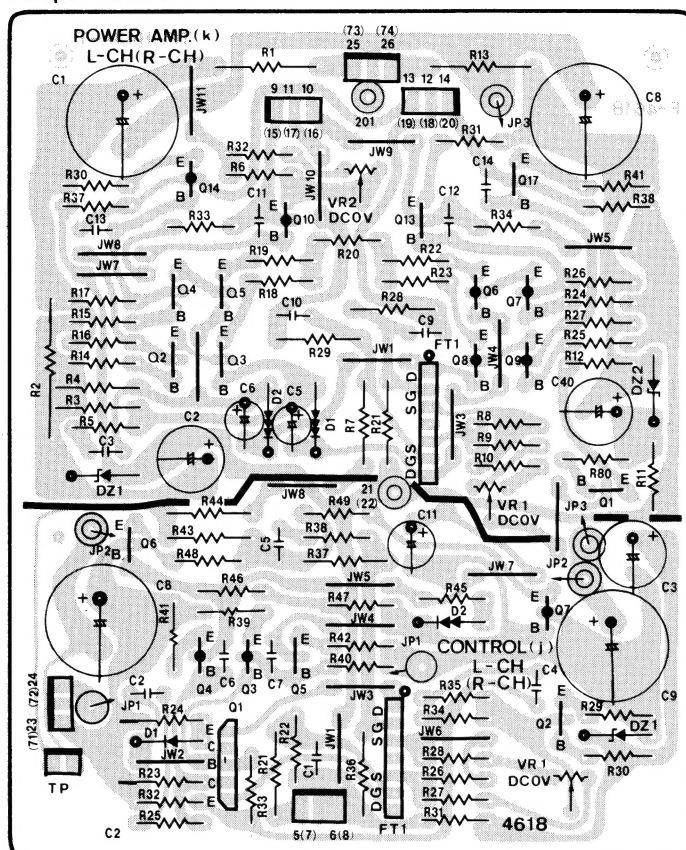 POWER AMP.(k)
L-CH(R-CH)
(73) (74)
25 26
R1
R13
C1
JW11
9 11 10
13 12 14
C8
F-4618
(15)(17)(16)
201
(19)(18)(20)
JP3
R31
R32
R6
JW9
R30
R37
E
B
Q14
C11
JW10
C14
E
B
Q17
R41
R38
C13
R33
E
B
Q10
VR2
DC0V
E
Q13
B
C12
R34
JW8
JW7
R20
JW5
R19
R18
R22
R23
E
Q4
E
Q5
E
Q6
E
Q7
R26
R24
R27
R25
R12
R17
R15
R16
R14
R4
R3
R5
R2
C10
R28
B
B
C9
FT1
B
B
R29
Q2
Q3
JW1
Q8
JW4
Q9
DZ2
B
B
E
E
C6
D2
C5
D1
S G D
C40
C2
R7
R21
JW3
R8
R9
R10
C3
DGS
DZ1
R80
R11
E
B
Q1
VR1
DC0V
JP3
R44
JW8
21
(22)
R49
C11
R43
R38
R48
C5
R37
JP2
E
B
Q6
JW7
JP2
C3
R46
JW5
C8
R41
R39
R47
R45
D2
E
Q7
B
JW4
E
Q4
B
C6
E
Q3
B
C7
E
Q5
B
R42
R40
JP1
CONTROL(j)
L-CH
(R-CH)
C4
C9
(72)24
C2
JW3
R35
JP1
R24
Q1
R34
E
Q2
B
R29
DZ1
(71)23
D1
JW2
E
C
B
C
E
R22
C1
JW1
S G D
JW6
R28
R30
TP
R23
R32
R25
R33
R21
R36
DGS
R26
R27
R31
VR1
DC0V
5(7) 6(8)
FT1
4618
C2